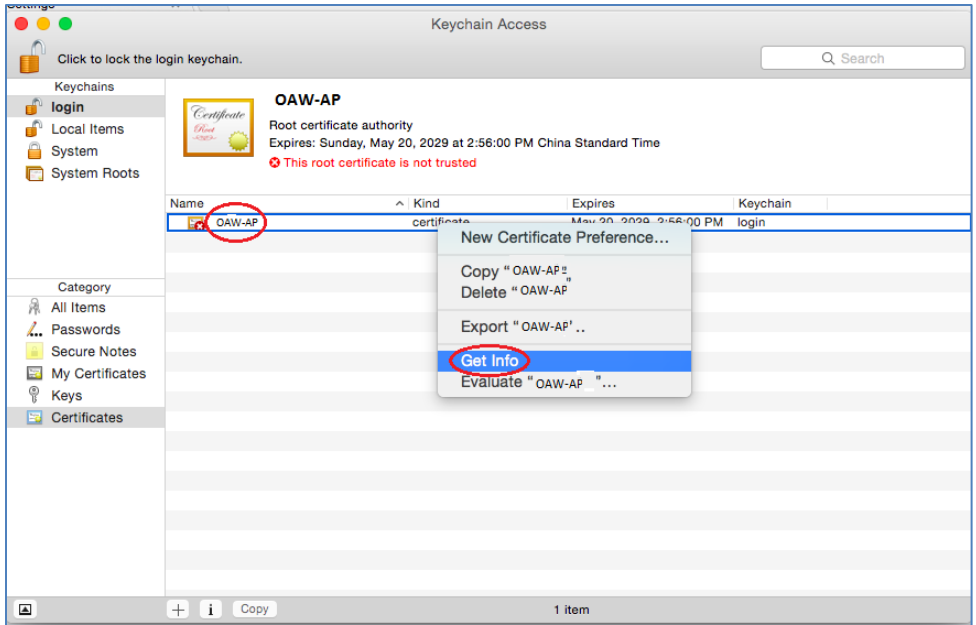 Settings
Keychain Access
Click to lock the login keychain.
Search
Keychains
login
Local Items
System
System Roots
Certificate
Root
OAW-AP
Root certificate authority
Expires: Sunday, May 20, 2029 at 2:56:00 PM China Standard Time
This root certificate is not trusted
Name Kind Expires Keychain
OAW-AP certificate May 20, 2029, 2:56:00 PM login
New Certificate Preference...
Copy "OAW-AP"
Delete "OAW-AP"
Export "OAW-AP'..
Get Info
Evaluate "OAW-AP "...
Category
All Items
Passwords
Secure Notes
My Certificates
Keys
Certificates
+ i Copy 1 item